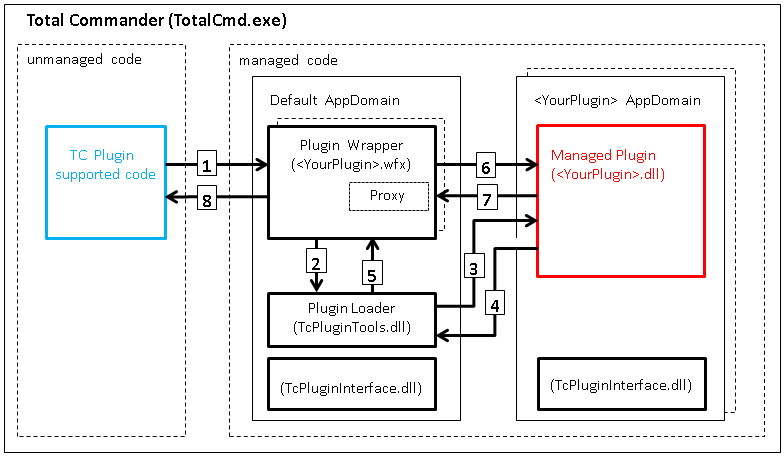 Total Commander (TotalCmd.exe)
unmanaged code
managed code
Default AppDomain
<YourPlugin> AppDomain
TC Plugin
supported code
1
8
Plugin Wrapper
(<YourPlugin>.wfx)
Proxy
6
7
Managed Plugin
(<YourPlugin>.dll)
2
5
3
4
Plugin Loader
(TcPluginTools.dll)
(TcPluginInterface.dll)
(TcPluginInterface.dll)